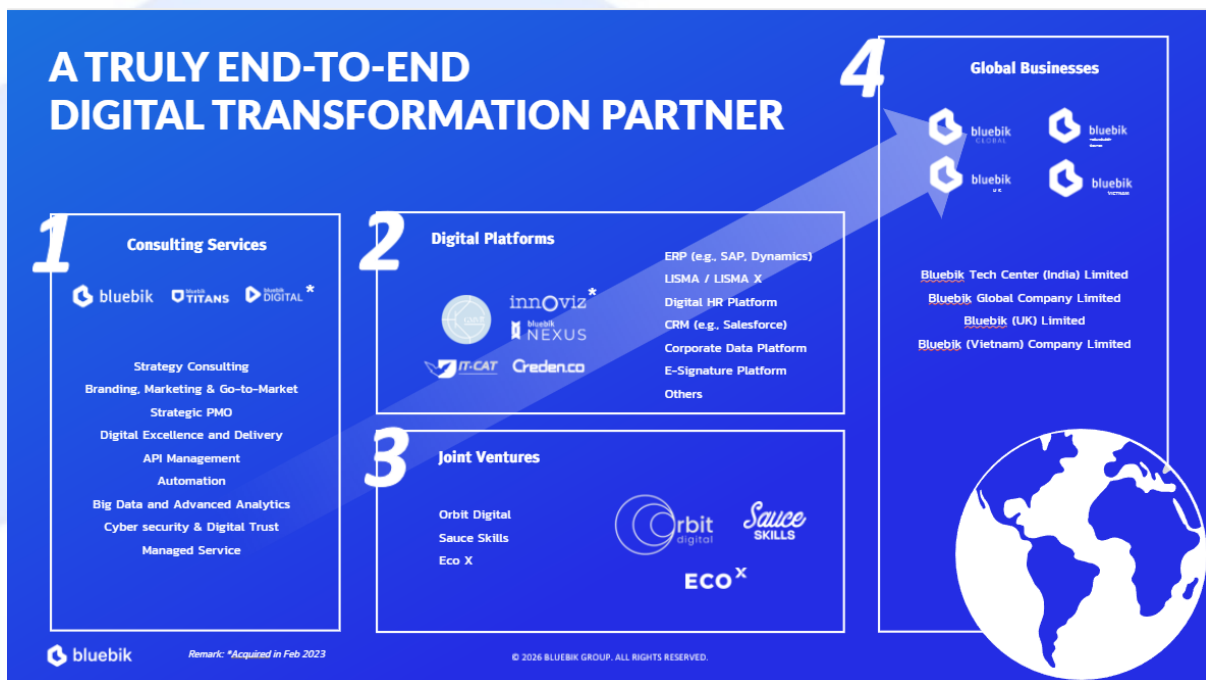 A TRULY END-TO-END
DIGITAL TRANSFORMATION PARTNER
1
Consulting Services
bluebik
bluebik TITANS
bluebik DIGITAL *
Strategy Consulting
Branding, Marketing & Go-to-Market
Strategic PMO
Digital Excellence and Delivery
API Management
Automation
Big Data and Advanced Analytics
Cyber security & Digital Trust
Managed Service
2
Digital Platforms
innOviz *
bluebik
NEXUS
IT-CAT
Creden.co
ERP (e.g., SAP, Dynamics)
LISMA / LISMA X
Digital HR Platform
CRM (e.g., Salesforce)
Corporate Data Platform
E-Signature Platform
Others
3
Joint Ventures
Orbit Digital
Sauce Skills
Eco X
Orbit
digital
Sauce
SKILLS
ECO X
4
Global Businesses
bluebik
GLOBAL
bluebik
bluebik
UK
bluebik
VIETNAM
Bluebik Tech Center (India) Limited
Bluebik Global Company Limited
Bluebik (UK) Limited
Bluebik (Vietnam) Company Limited
bluebik
Remark: *Acquired in Feb 2023
© 2026 BLUEBIK GROUP. ALL RIGHTS RESERVED.